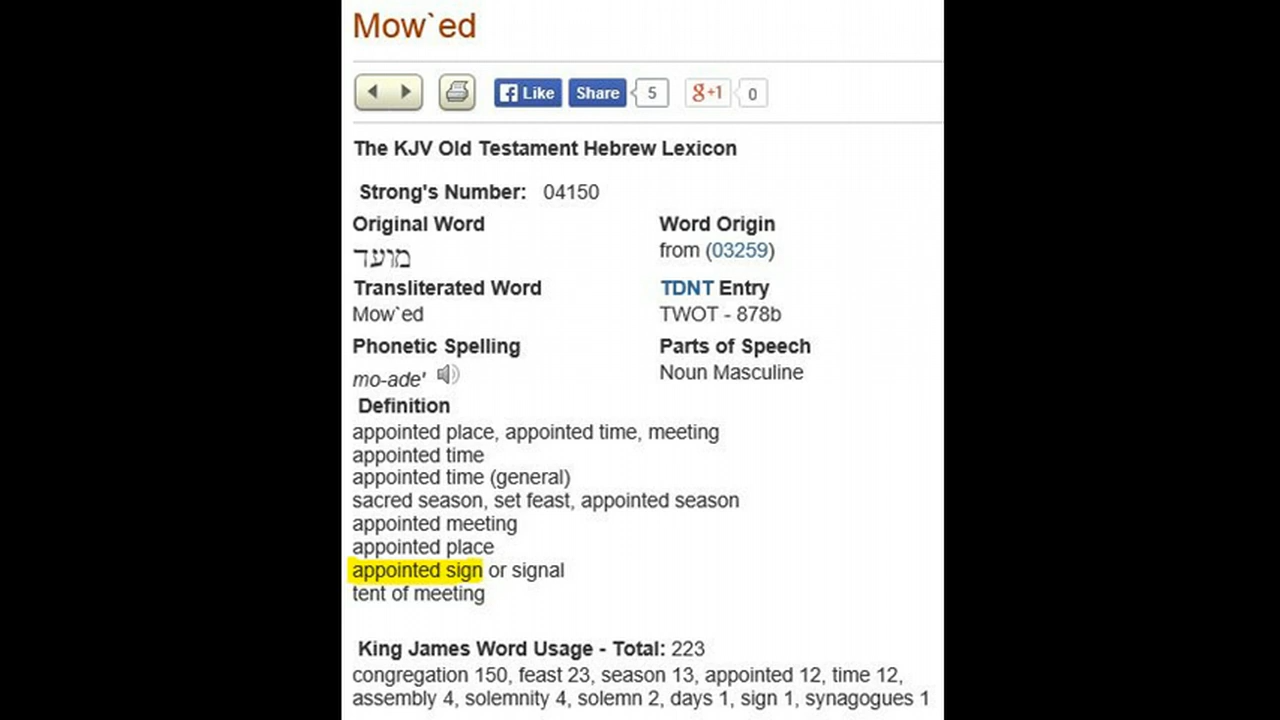 Mow`ed
Like Share 5 g+1 0
The KJV Old Testament Hebrew Lexicon
Strong's Number: 04150
Original Word
מועד
Word Origin
from (03259)
Transliterated Word
Mow`ed
TDNT Entry
TWOT - 878b
Phonetic Spelling
mo-ade'
Parts of Speech
Noun Masculine
Definition
appointed place, appointed time, meeting
appointed time
appointed time (general)
sacred season, set feast, appointed season
appointed meeting
appointed place
appointed sign or signal
tent of meeting
King James Word Usage - Total: 223
congregation 150, feast 23, season 13, appointed 12, time 12,
assembly 4, solemnity 4, solemn 2, days 1, sign 1, synagogues 1